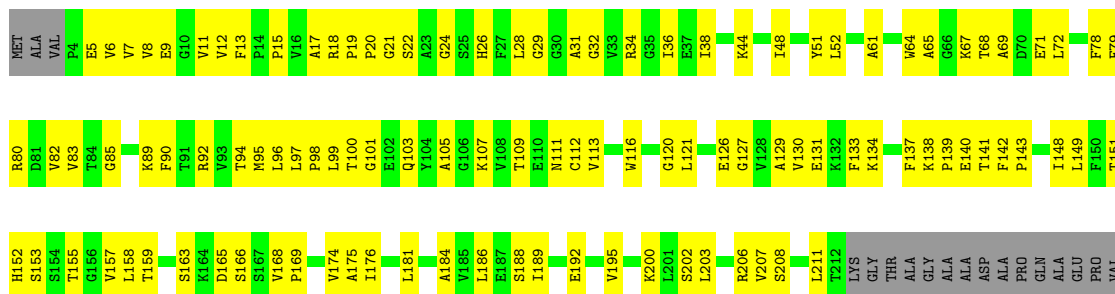 MET ALA VAL P4 E5 V6 V7 V8 E9 G10 V11 V12 F13 P14 P15 V16 A17 R18 P19 P20 G21 S22 A23 G24 S25 H26 F27 L28 G29 G30 A31 G32 V33 R34 G35 I36 E37 I38 K44 I48 Y51 L52 A61 W64 A65 G66 K67 T68 A69 D70 E71 L72 F78 E79
R80 D81 V82 V83 T84 G85 K89 F90 T91 R92 V93 T94 M95 L96 L97 P98 L99 T100 G101 E102 Q103 Y104 A105 G106 K107 V108 T109 E110 N111 C112 V113 W116 G120 L121 E126 G127 V128 A129 V130 E131 K132 F133 K134 F137 K138 P139 E140 T141 F142 P143 I148 L149 F150 T151
H152 S153 S154 T155 G156 V157 L158 T159 S163 K164 D165 S166 S167 V168 P169 V174 A175 I176 L181 A184 V185 L186 E187 S188 I189 E192 V195 K200 L201 S202 L203 R206 V207 S208 L211 T212 LYS GLY THR ALA GLY ALA ALA ASP ALA PRO GLN ALA GLU PRO VAL